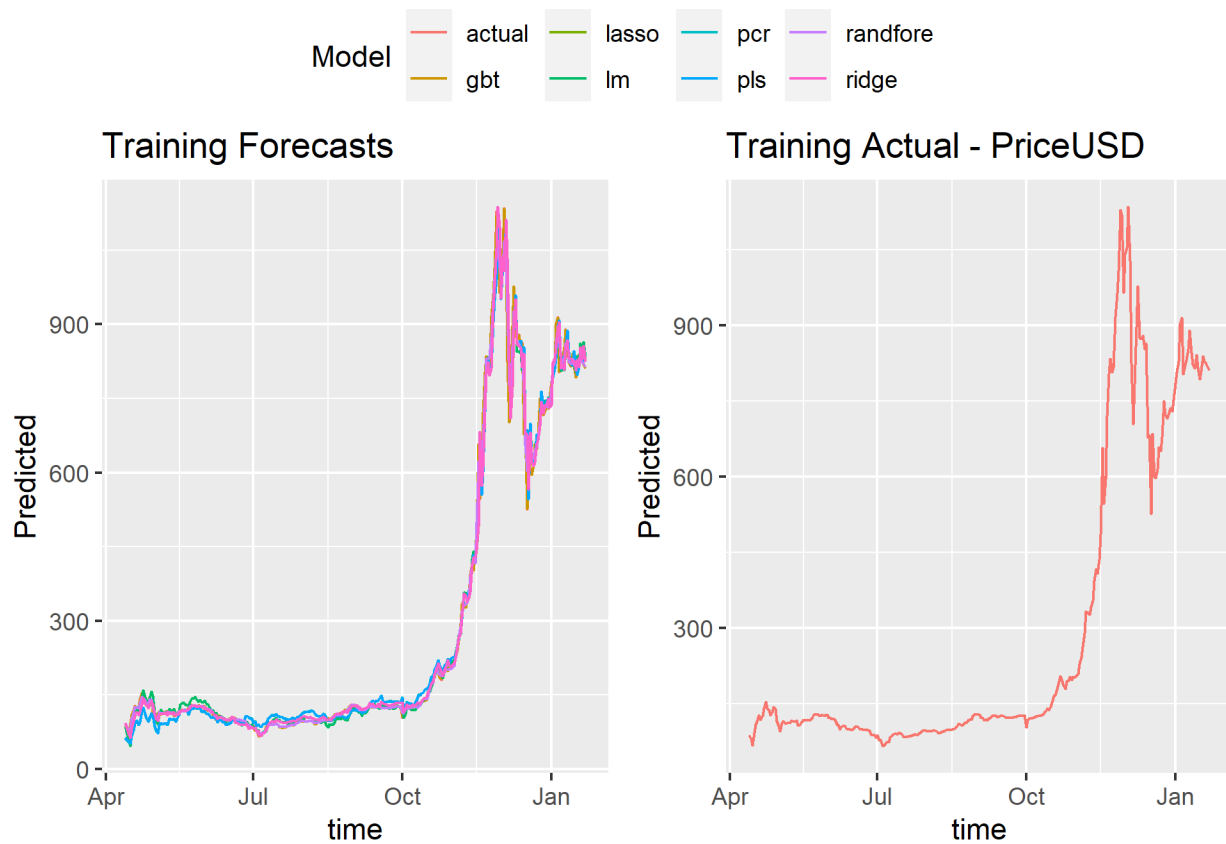 Model
actual lasso pcr randfore
gbt lm pls ridge
Training Forecasts
Training Actual - PriceUSD
Predicted
900
600
300
0
Apr Jul Oct Jan
time
Predicted
900
600
300
Apr Jul Oct Jan
time